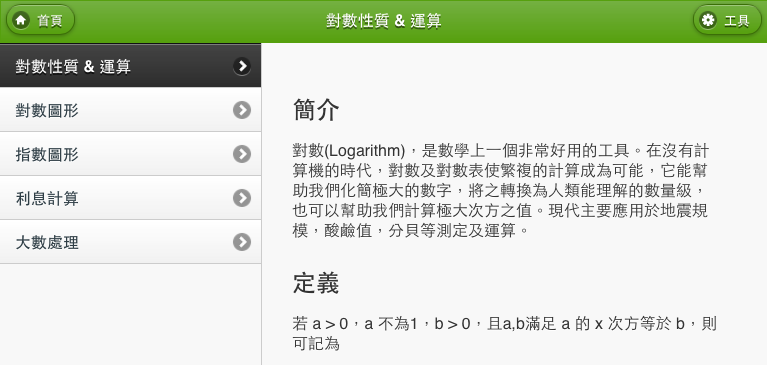 首頁
對數性質 & 運算
工具
對數性質 & 運算
對數圖形
指數圖形
利息計算
大數處理
簡介
對數(Logarithm)，是數學上一個非常好用的工具。在沒有計
算機的時代，對數及對數表使繁複的計算成為可能，它能幫
助我們化簡極大的數字，將之轉換為人類能理解的數量級，
也可以幫助我們計算極大次方之值。現代主要應用於地震規
模，酸鹼值，分貝等測定及運算。
定義
若 a > 0，a 不為1，b > 0，且a,b滿足 a 的 x 次方等於 b，則
可記為